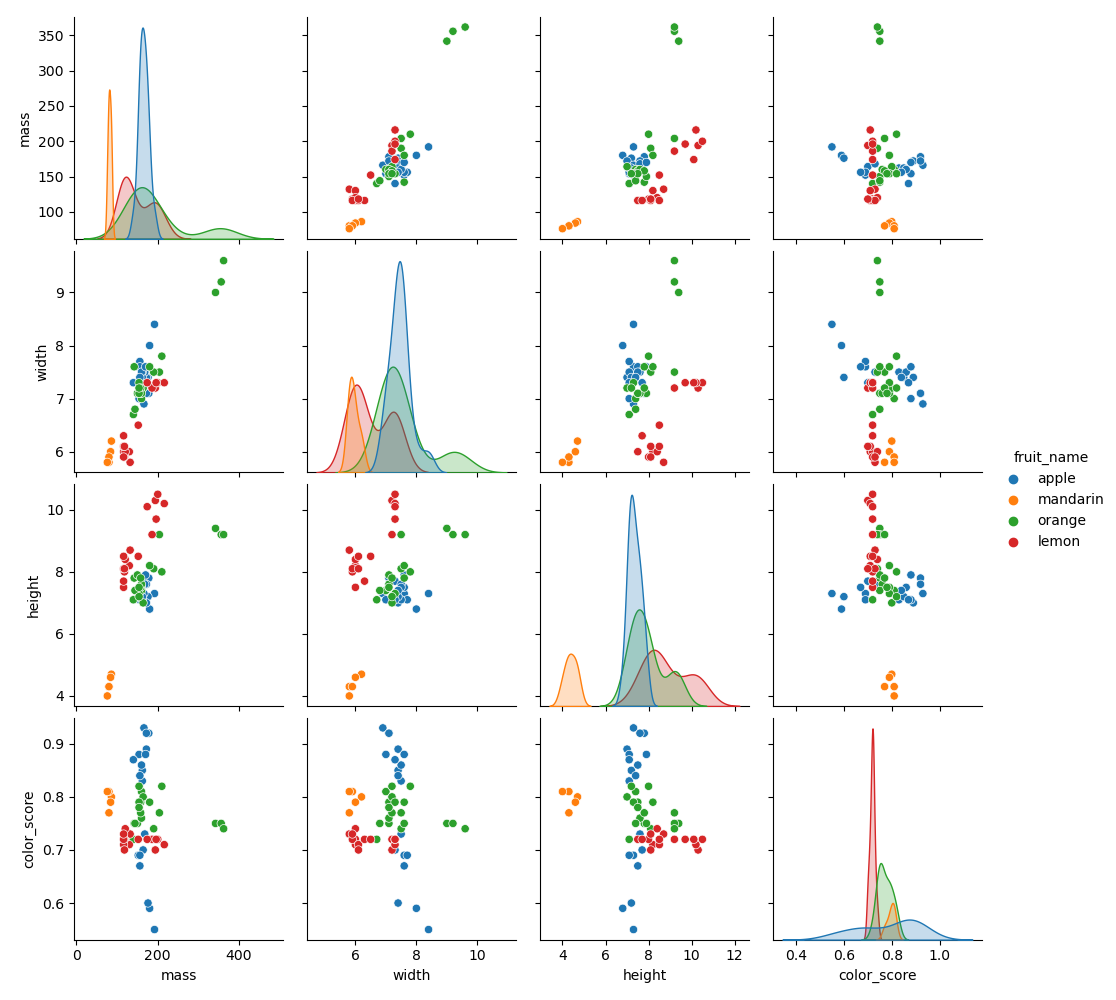 350
300
250
200
150
100
mass
9
8
7
6
width
fruit_name
apple
mandarin
orange
lemon
10
8
6
4
height
0.9
0.8
0.7
0.6
color_score
0 200 400
6 8 10
4 6 8 10 12
0.4 0.6 0.8 1.0
mass width height color_score